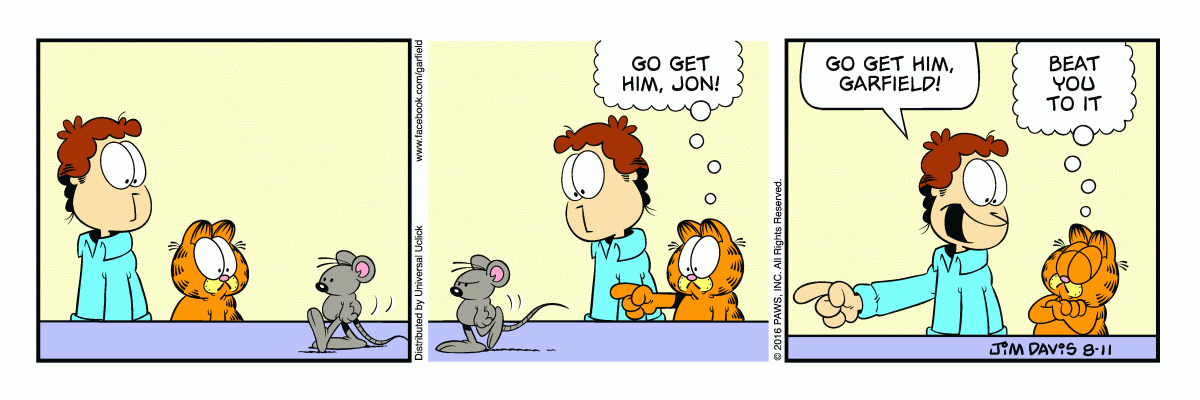 www.facebook.com/garfield
Distributed by Universal Uclick
GO GET
HIM, JON!
© 2016 PAWS, INC. All Rights Reserved.
GO GET HIM,
GARFIELD!
BEAT
YOU
TO IT
JIM DAVIS 8-11